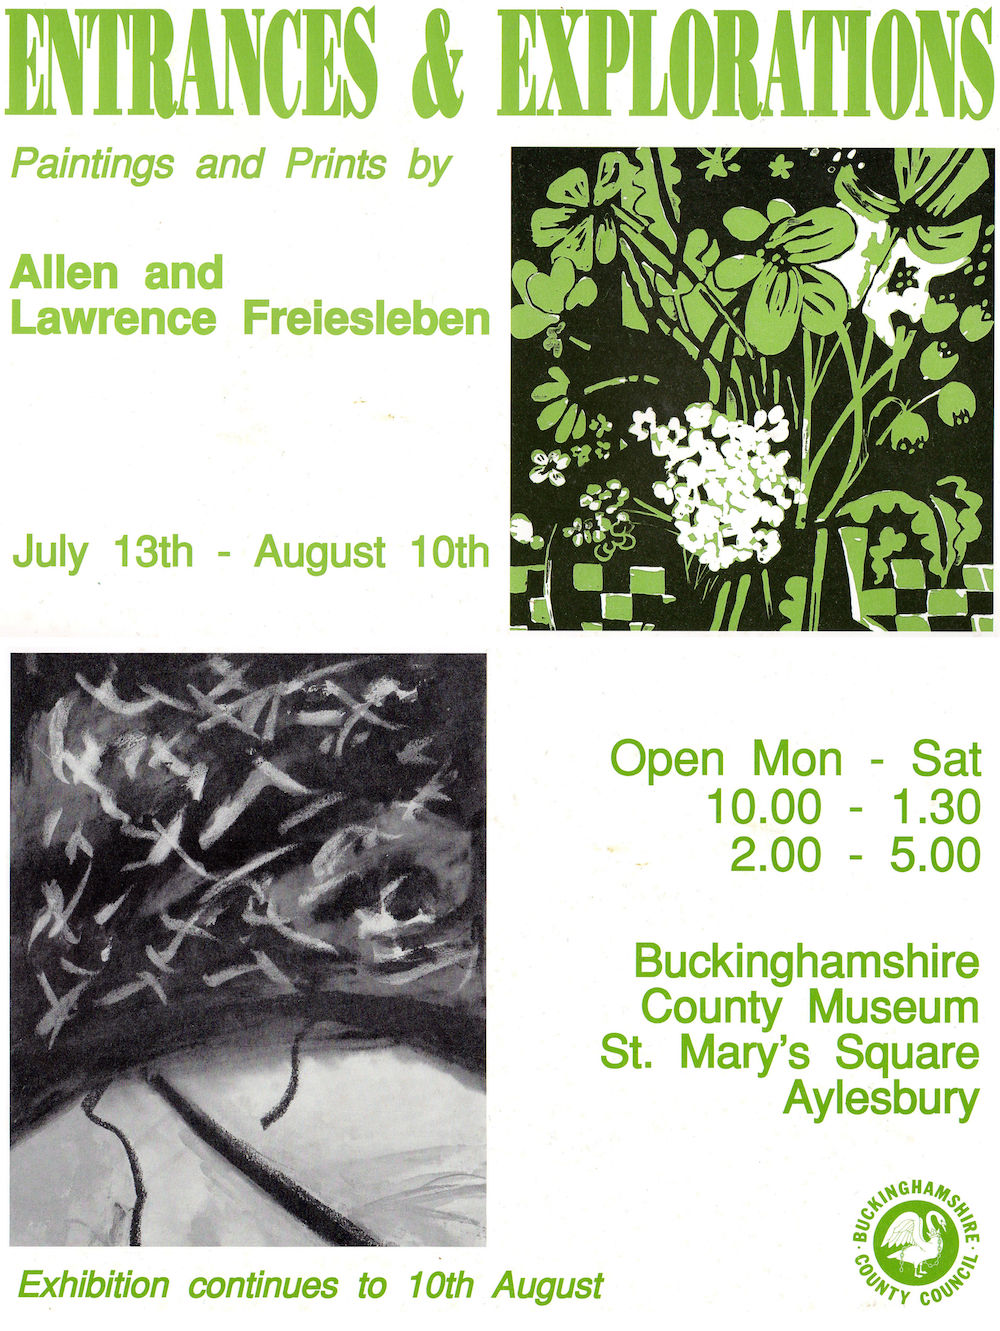 ENTRANCES & EXPLORATIONS
Paintings and Prints by
Allen and
Lawrence Freiesleben
July 13th - August 10th
Open Mon - Sat
10.00 - 1.30
2.00 - 5.00
Buckinghamshire
County Museum
St. Mary's Square
Aylesbury
BUCKINGHAMSHIRE
COUNTY COUNCIL
Exhibition continues to 10th August